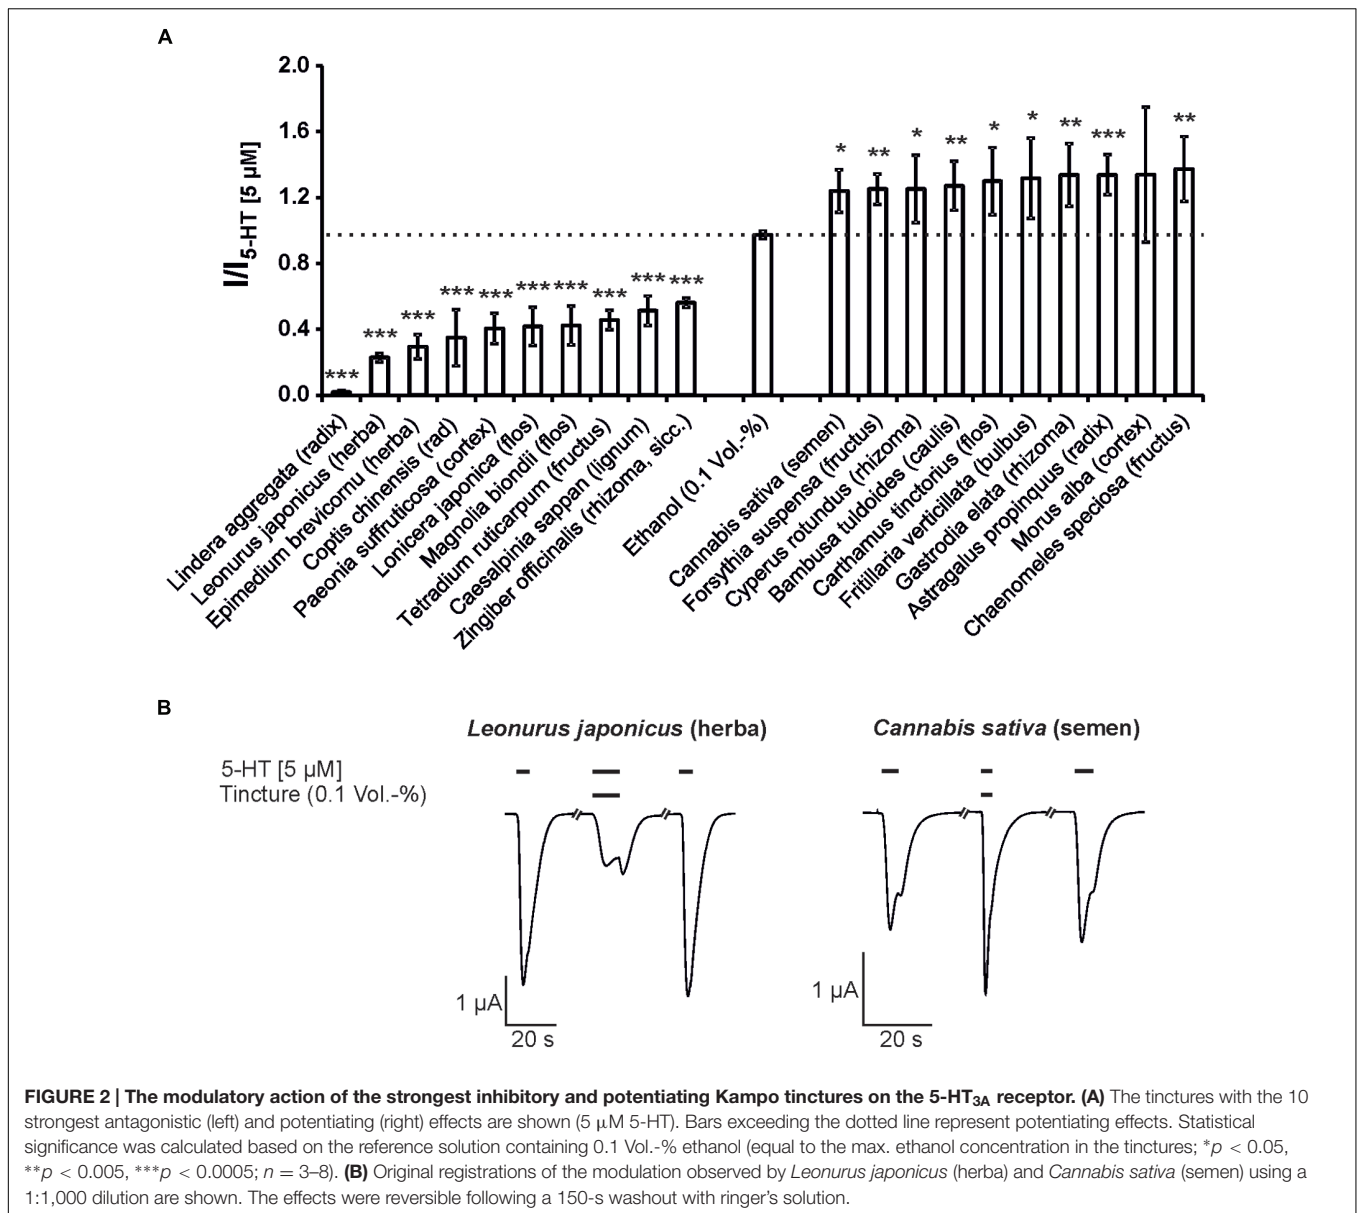 A
2.0
1.6
1.2
0.8
0.4
0.0
I/I5-HT [5 µM]
***
***
***
***
***
***
***
***
***
***
*
**
*
**
*
*
**
***
**
Lindera aggregata (radix)
Leonurus japonicus (herba)
Epimedium brevicornu (herba)
Coptis chinensis (rad)
Paeonia suffruticosa (cortex)
Lonicera japonica (flos)
Magnolia biondii (flos)
Tetradium ruticarpum (fructus)
Caesalpinia sappan (lignum)
Zingiber officinalis (rhizoma, sicc.)
Ethanol (0.1 Vol.-%)
Cannabis sativa (semen)
Forsythia suspensa (fructus)
Cyperus rotundus (rhizoma)
Bambusa tuldoides (caulis)
Carthamus tinctorius (flos)
Fritillaria verticillata (bulbus)
Gastrodia elata (rhizoma)
Astragalus propinquus (radix)
Morus alba (cortex)
Chaenomeles speciosa (fructus)
B
Leonurus japonicus (herba)
Cannabis sativa (semen)
5-HT [5 µM]
Tincture (0.1 Vol.-%)
1 µA
20 s
1 µA
20 s
FIGURE 2 | The modulatory action of the strongest inhibitory and potentiating Kampo tinctures on the 5-HT3A receptor. (A) The tinctures with the 10
strongest antagonistic (left) and potentiating (right) effects are shown (5 µM 5-HT). Bars exceeding the dotted line represent potentiating effects. Statistical
significance was calculated based on the reference solution containing 0.1 Vol.-% ethanol (equal to the max. ethanol concentration in the tinctures; *p < 0.05,
**p < 0.005, ***p < 0.0005; n = 3–8). (B) Original registrations of the modulation observed by Leonurus japonicus (herba) and Cannabis sativa (semen) using a
1:1,000 dilution are shown. The effects were reversible following a 150-s washout with ringer's solution.